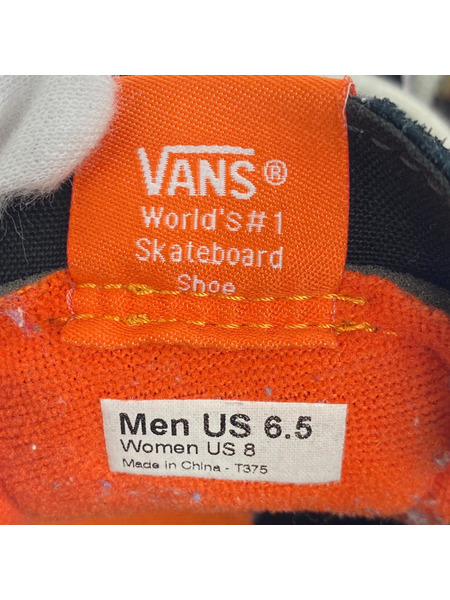 VANS®
World's#1
Skateboard
Shoe
Men US 6.5
Women US 8
Made in China - T375